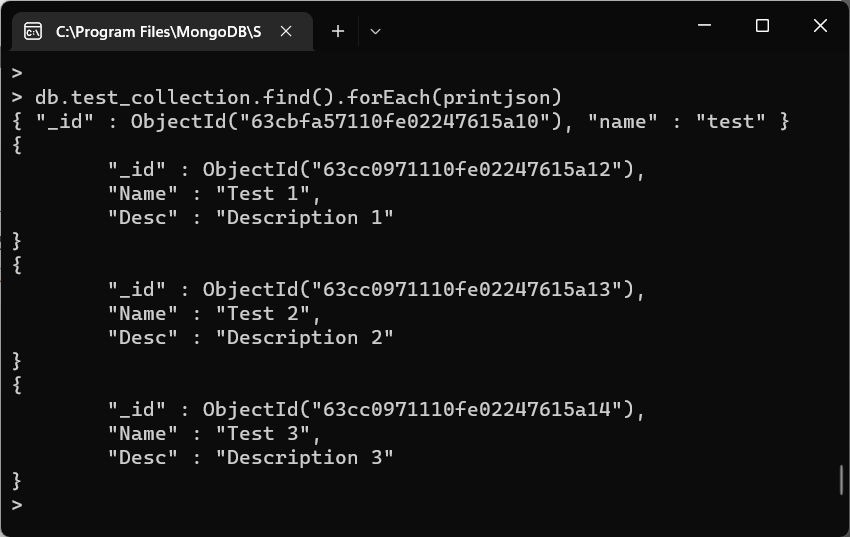 C:\Program Files\MongoDB\S
>
> db.test_collection.find().forEach(printjson)
{ "_id" : ObjectId("63cbfa57110fe02247615a10"), "name" : "test" }
{
        "_id" : ObjectId("63cc0971110fe02247615a12"),
        "Name" : "Test 1",
        "Desc" : "Description 1"
}
{
        "_id" : ObjectId("63cc0971110fe02247615a13"),
        "Name" : "Test 2",
        "Desc" : "Description 2"
}
{
        "_id" : ObjectId("63cc0971110fe02247615a14"),
        "Name" : "Test 3",
        "Desc" : "Description 3"
}
>